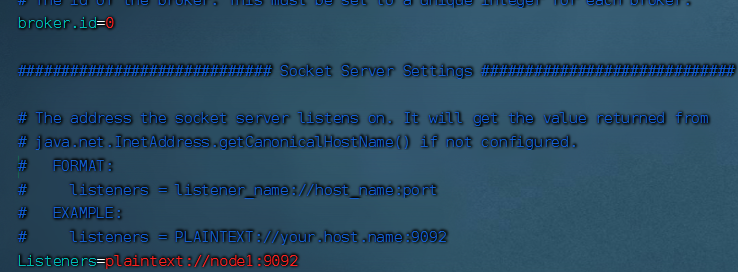 # The id of the broker. This must be set to a unique integer for each broker.
broker.id=0
############################# Socket Server Settings #############################
# The address the socket server listens on. It will get the value returned from
# java.net.InetAddress.getCanonicalHostName() if not configured.
#   FORMAT:
#     listeners = listener_name://host_name:port
#   EXAMPLE:
#     listeners = PLAINTEXT://your.host.name:9092
Listeners=plaintext://node1:9092